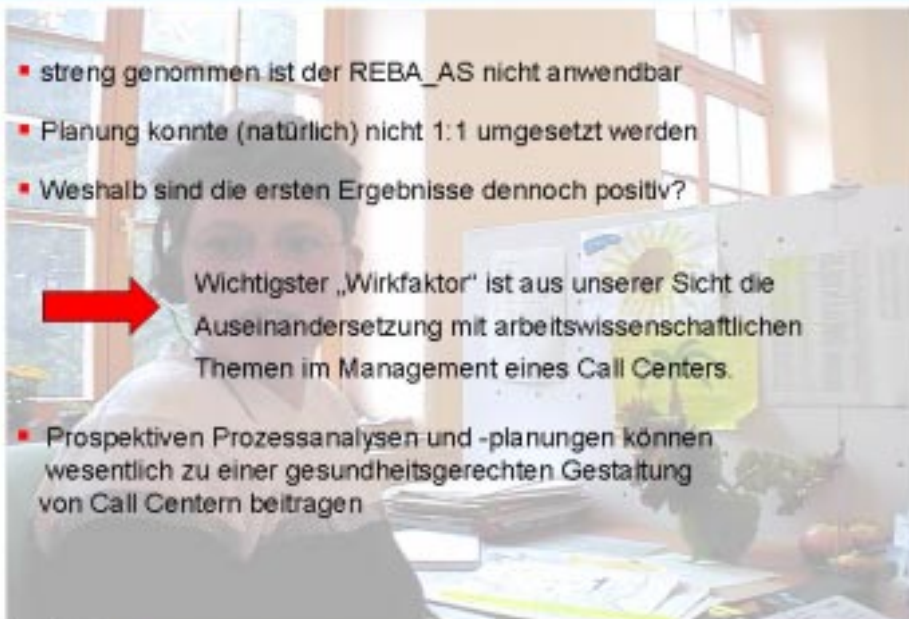 streng genommen ist der REBA_AS nicht anwendbar
Planung konnte (natürlich) nicht 1:1 umgesetzt werden
Weshalb sind die ersten Ergebnisse dennoch positiv?
Wichtigster „Wirkfaktor“ ist aus unserer Sicht die
Auseinandersetzung mit arbeitswissenschaftlichen
Themen im Management eines Call Centers.
Prospektiven Prozessanalysen und -planungen können
wesentlich zu einer gesundheitsgerechten Gestaltung
von Call Centern beitragen